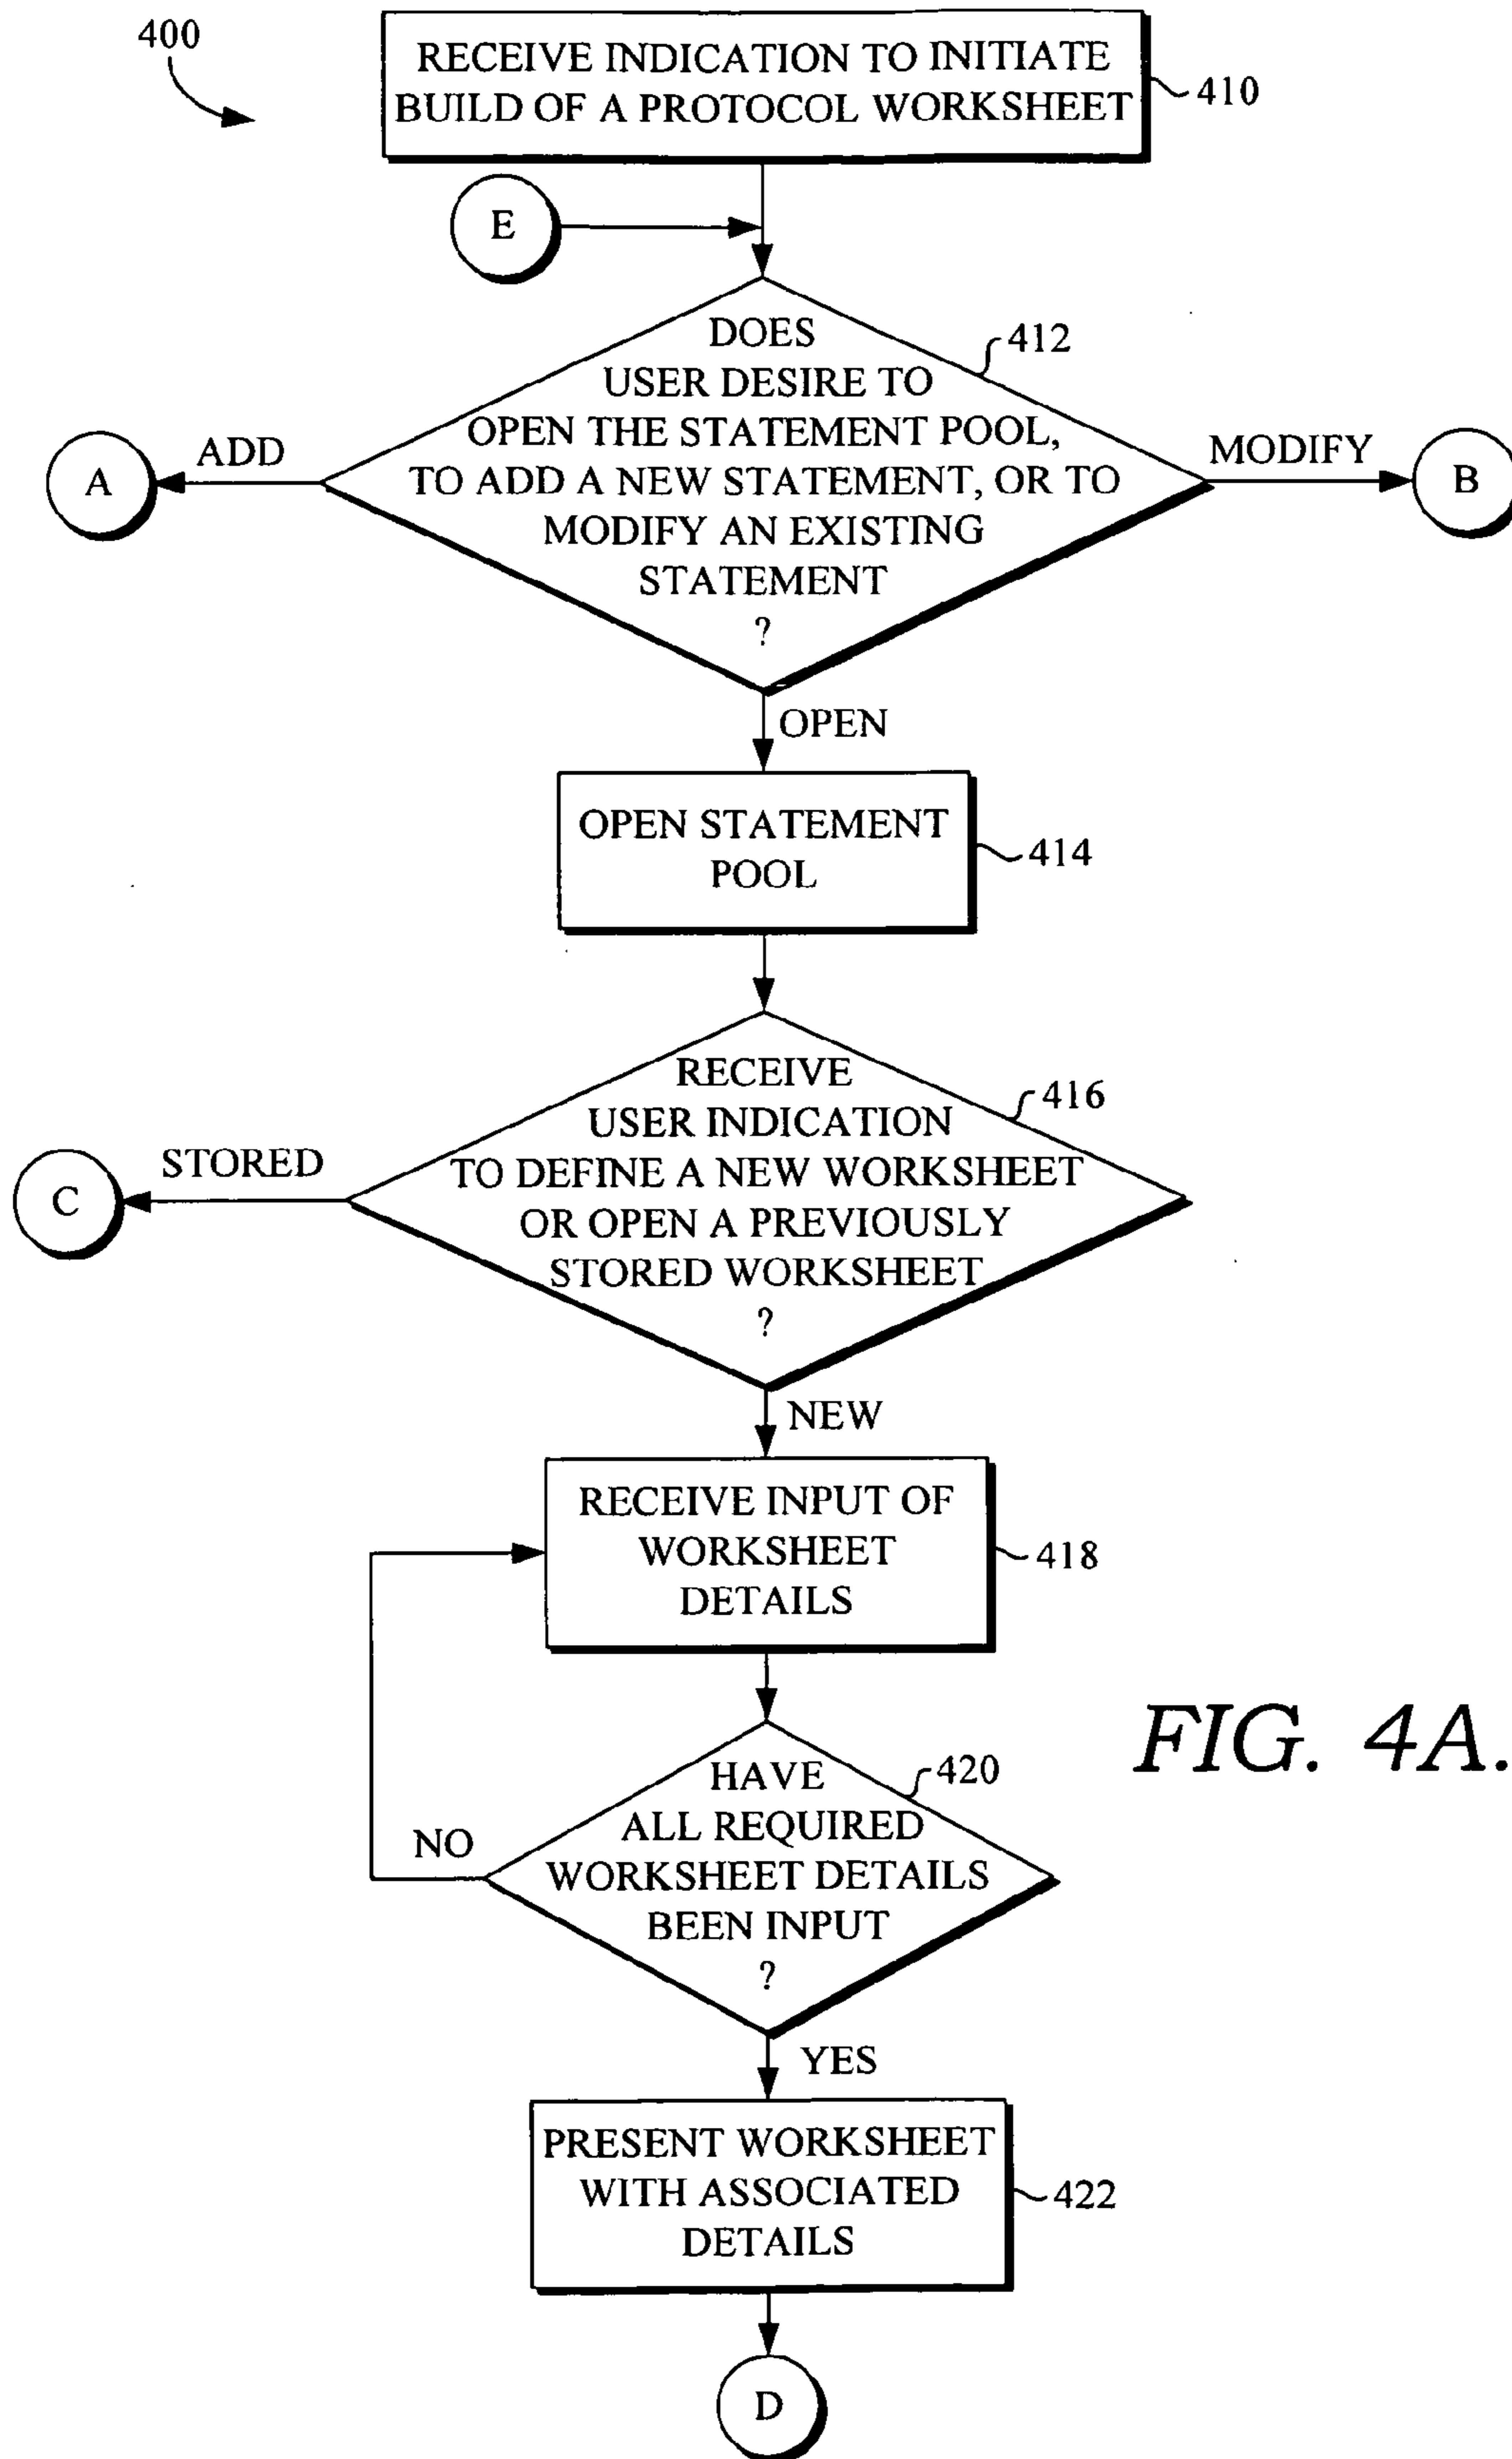 400
RECEIVE INDICATION TO INITIATE
BUILD OF A PROTOCOL WORKSHEET
410
E
DOES
USER DESIRE TO
OPEN THE STATEMENT POOL,
TO ADD A NEW STATEMENT, OR TO
MODIFY AN EXISTING
STATEMENT
?
412
ADD
A
MODIFY
B
OPEN
OPEN STATEMENT
POOL
414
RECEIVE
USER INDICATION
TO DEFINE A NEW WORKSHEET
OR OPEN A PREVIOUSLY
STORED WORKSHEET
?
416
STORED
C
NEW
RECEIVE INPUT OF
WORKSHEET
DETAILS
418
HAVE
ALL REQUIRED
WORKSHEET DETAILS
BEEN INPUT
?
420
NO
YES
FIG. 4A.
PRESENT WORKSHEET
WITH ASSOCIATED
DETAILS
422
D